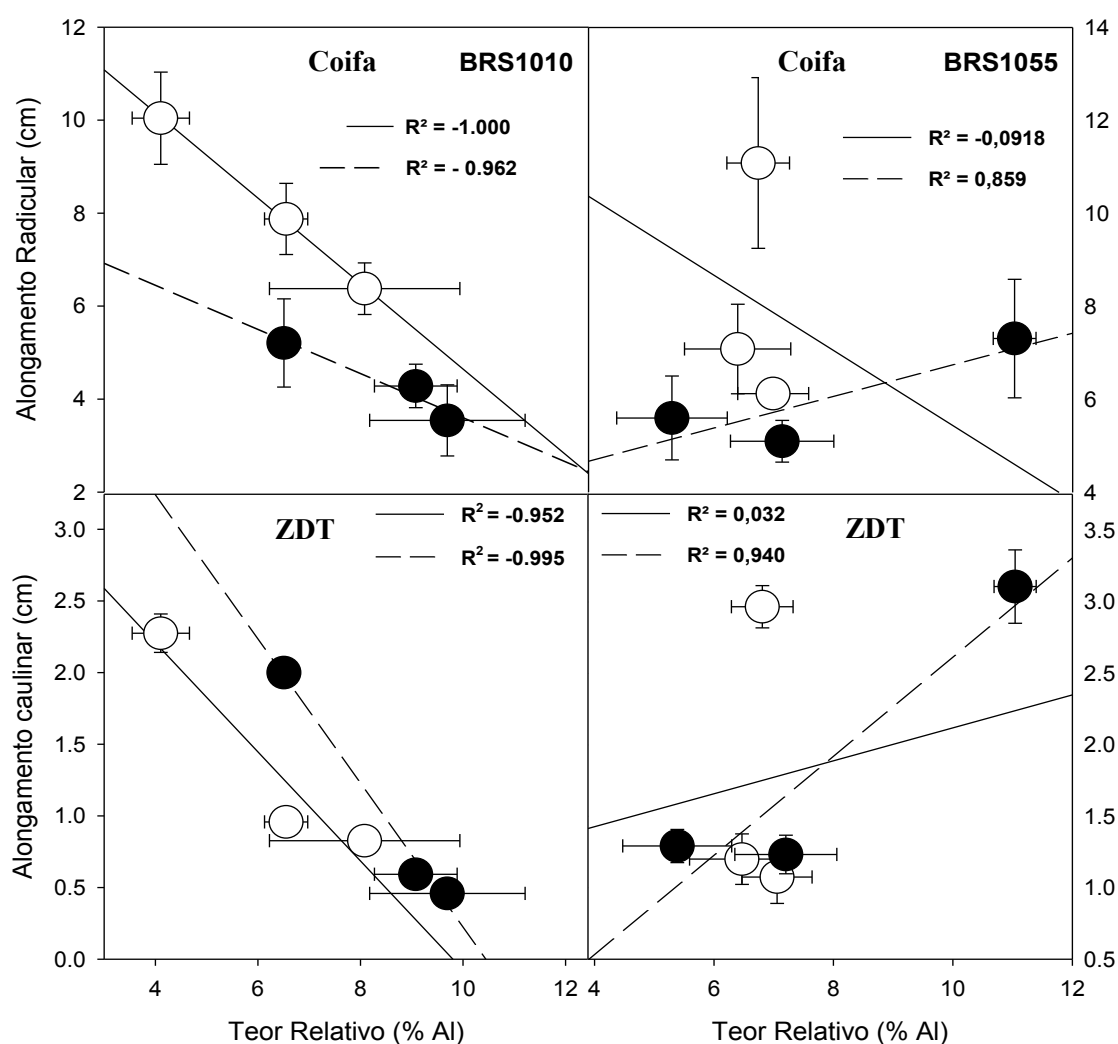 Coifa BRS1010
R² = -1.000
R² = - 0.962
Alongamento Radicular (cm)
12
10
8
6
4
2
Coifa BRS1055
R² = -0,0918
R² = 0,859
14
12
10
8
6
4
ZDT
R² = -0.952
R² = -0.995
Alongamento caulinar (cm)
3.0
2.5
2.0
1.5
1.0
0.5
0.0
4 6 8 10 12
Teor Relativo (% Al)
R² = 0,032
R² = 0,940
ZDT
3.5
3.0
2.5
2.0
1.5
1.0
0.5
4 6 8 10 12
Teor Relativo (% Al)